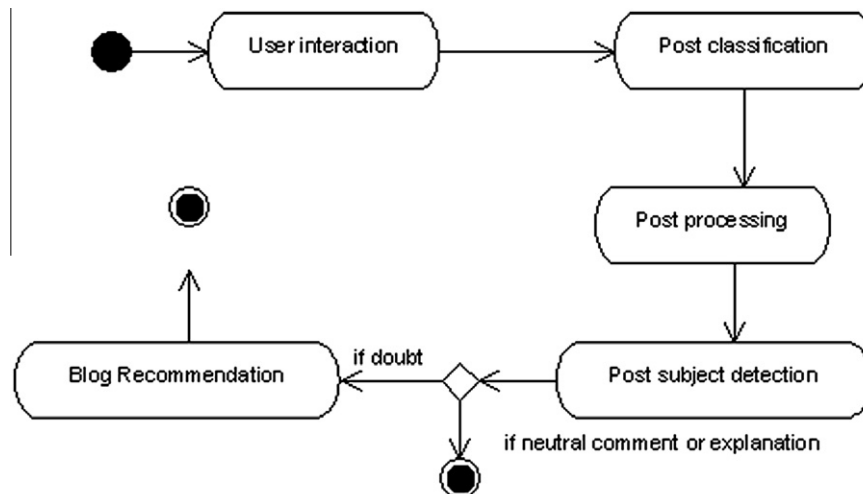 User interaction
Post classification
Post processing
if doubt
Blog Recommendation
Post subject detection
if neutral comment or explanation